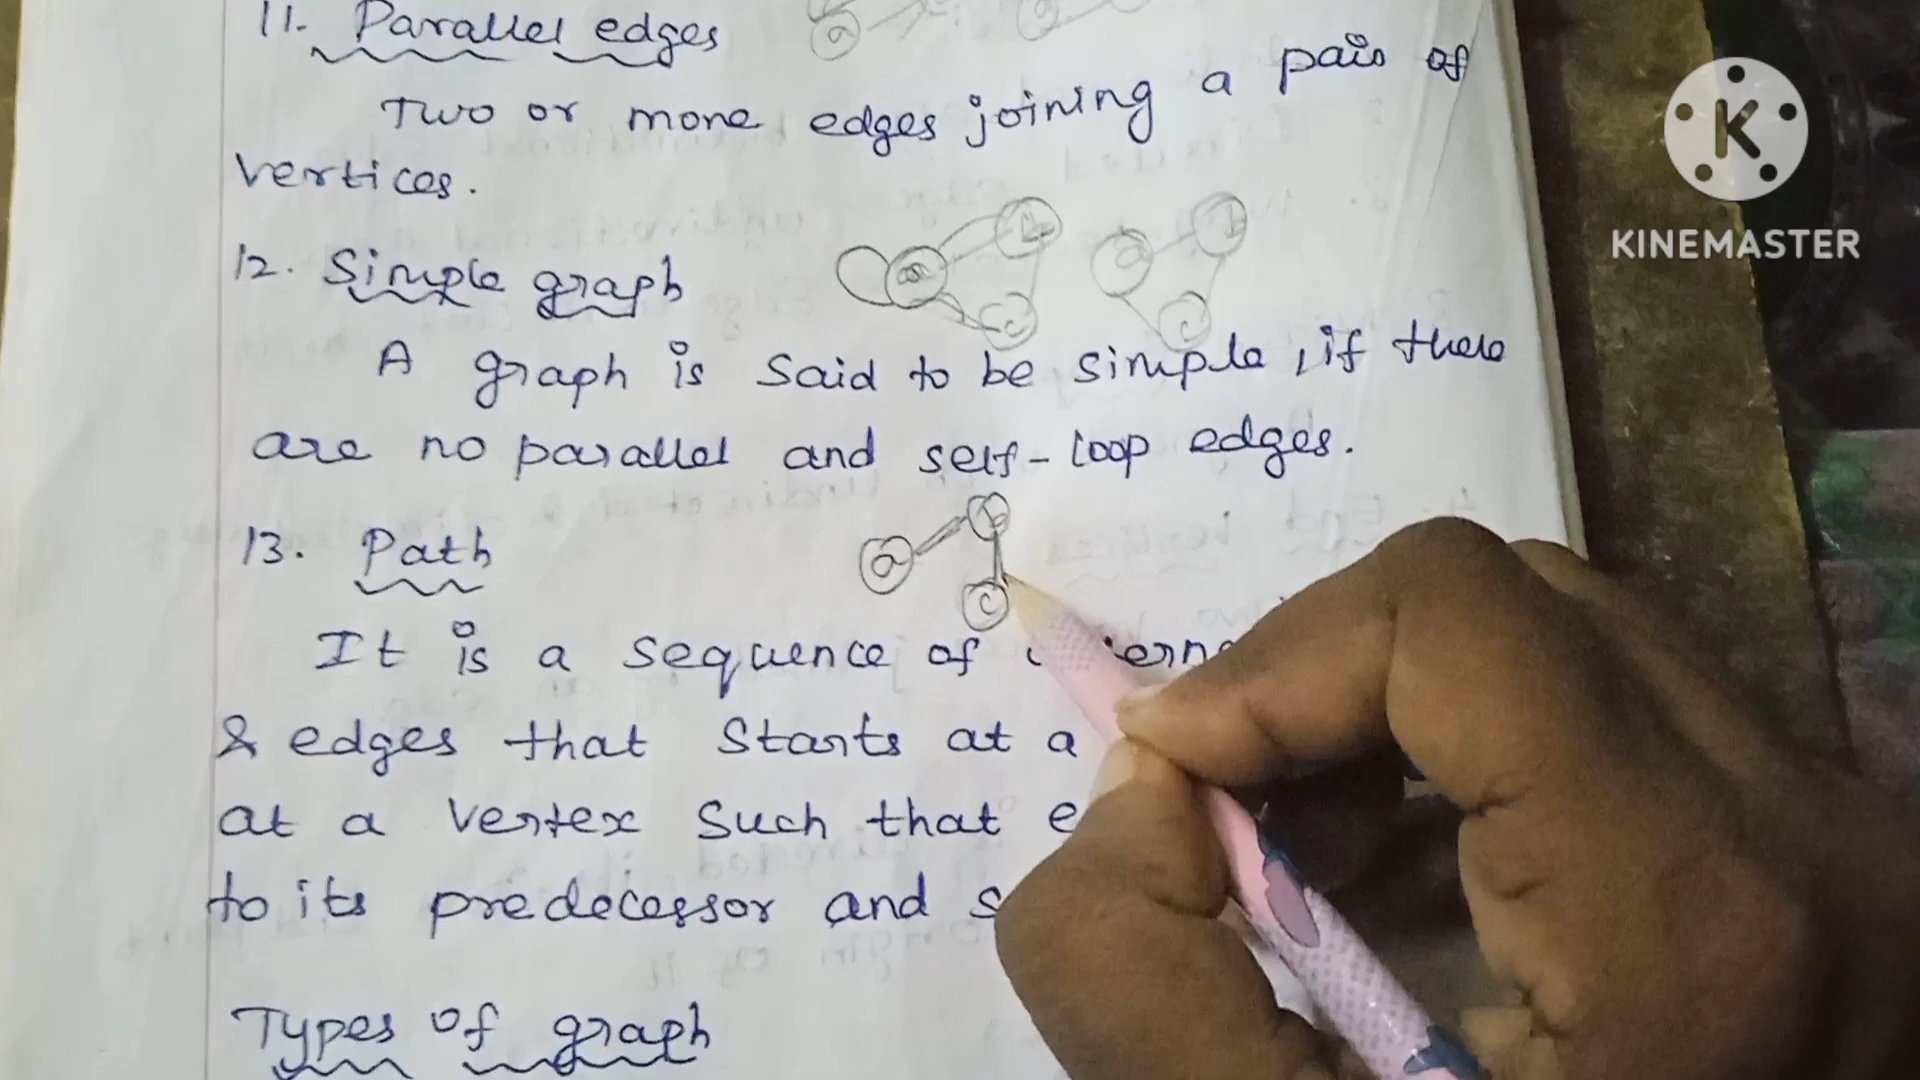 11. Parallel edges
Two or more edges joining a pair of
vertices.
12. Simple graph
a b c
a b c
A graph is said to be simple, if there
are no parallel and self-loop edges.
13. Path
a b c
It is a sequence of
& edges that starts at a
at a vertex such that
to its predecessor and
Types of graph
K
KINEMASTER